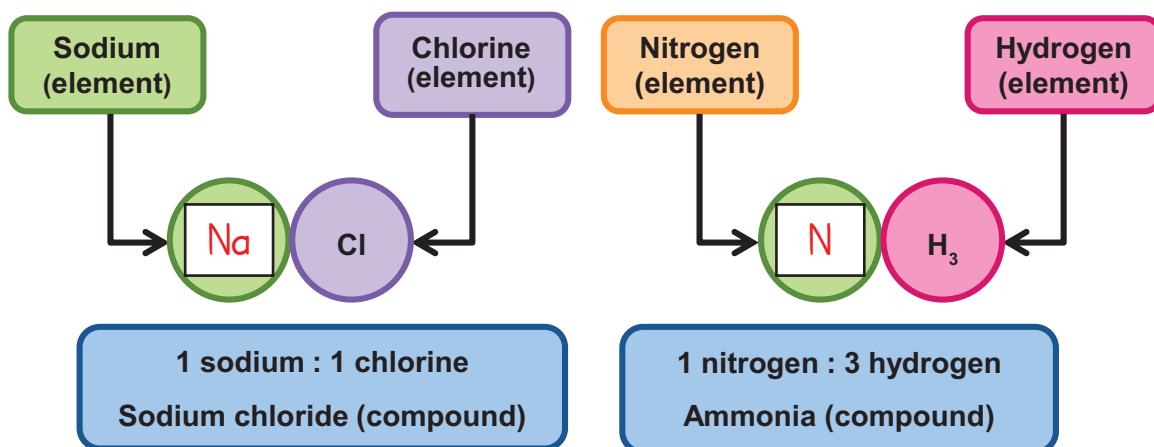 Sodium
(element)
Chlorine
(element)
Nitrogen
(element)
Hydrogen
(element)
Na
Cl
N
H₃
1 sodium : 1 chlorine
Sodium chloride (compound)
1 nitrogen : 3 hydrogen
Ammonia (compound)